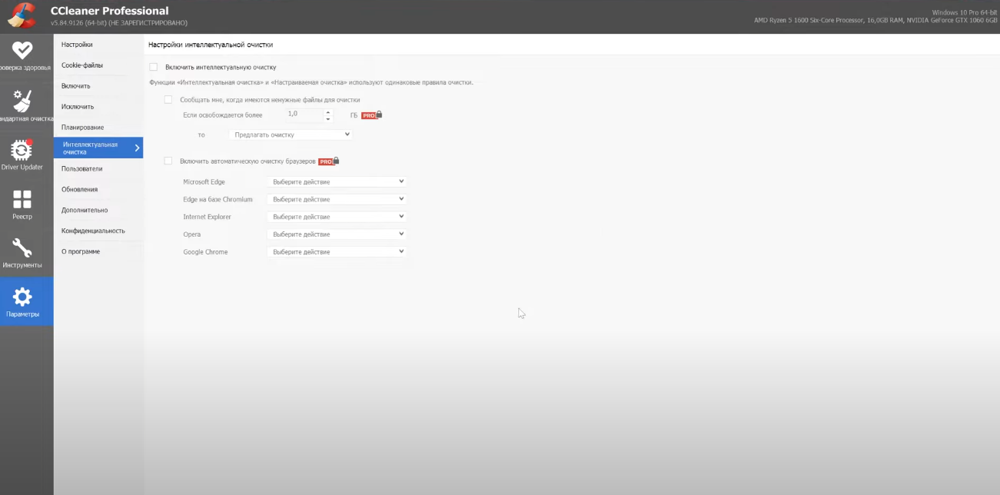 CCleaner Professional
v5.84.9126 (64-bit) (НЕ ЗАРЕГИСТРИРОВАНО)
Windows 10 Pro 64-bit
AMD Ryzen 5 1600 Six-Core Processor, 16,0GB RAM, NVIDIA GeForce GTX 1060 6GB
роверка здоровья
ндартная очистка
Driver Updater
Реестр
Инструменты
Параметры
Настройки
Cookie-файлы
Включить
Исключить
Планирование
Интеллектуальная
очистка
Пользователи
Обновления
Дополнительно
Конфиденциальность
О программе
Настройки интеллектуальной очистки
Включить интеллектуальную очистку
Функции «Интеллектуальная очистка» и «Настраиваемая очистка» используют одинаковые правила очистки.
Сообщать мне, когда имеются ненужные файлы для очистки
Если освобождается более 1,0 ГБ PRO
то Предлагать очистку
Включить автоматическую очистку браузеров PRO
Microsoft Edge Выберите действие
Edge на базе Chromium Выберите действие
Internet Explorer Выберите действие
Opera Выберите действие
Google Chrome Выберите действие